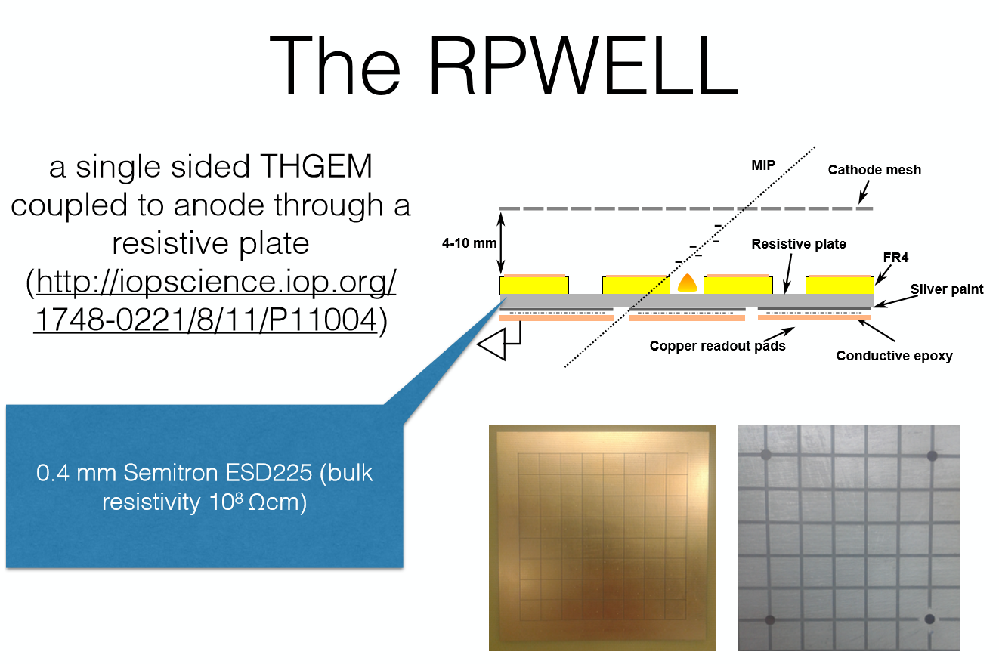 The RPWELL
a single sided THGEM
coupled to anode through a
resistive plate
(http://iopscience.iop.org/
1748-0221/8/11/P11004)
MIP
Cathode mesh
4-10 mm
Resistive plate
FR4
Silver paint
Copper readout pads
Conductive epoxy
0.4 mm Semitron ESD225 (bulk
resistivity 10⁸ Ωcm)